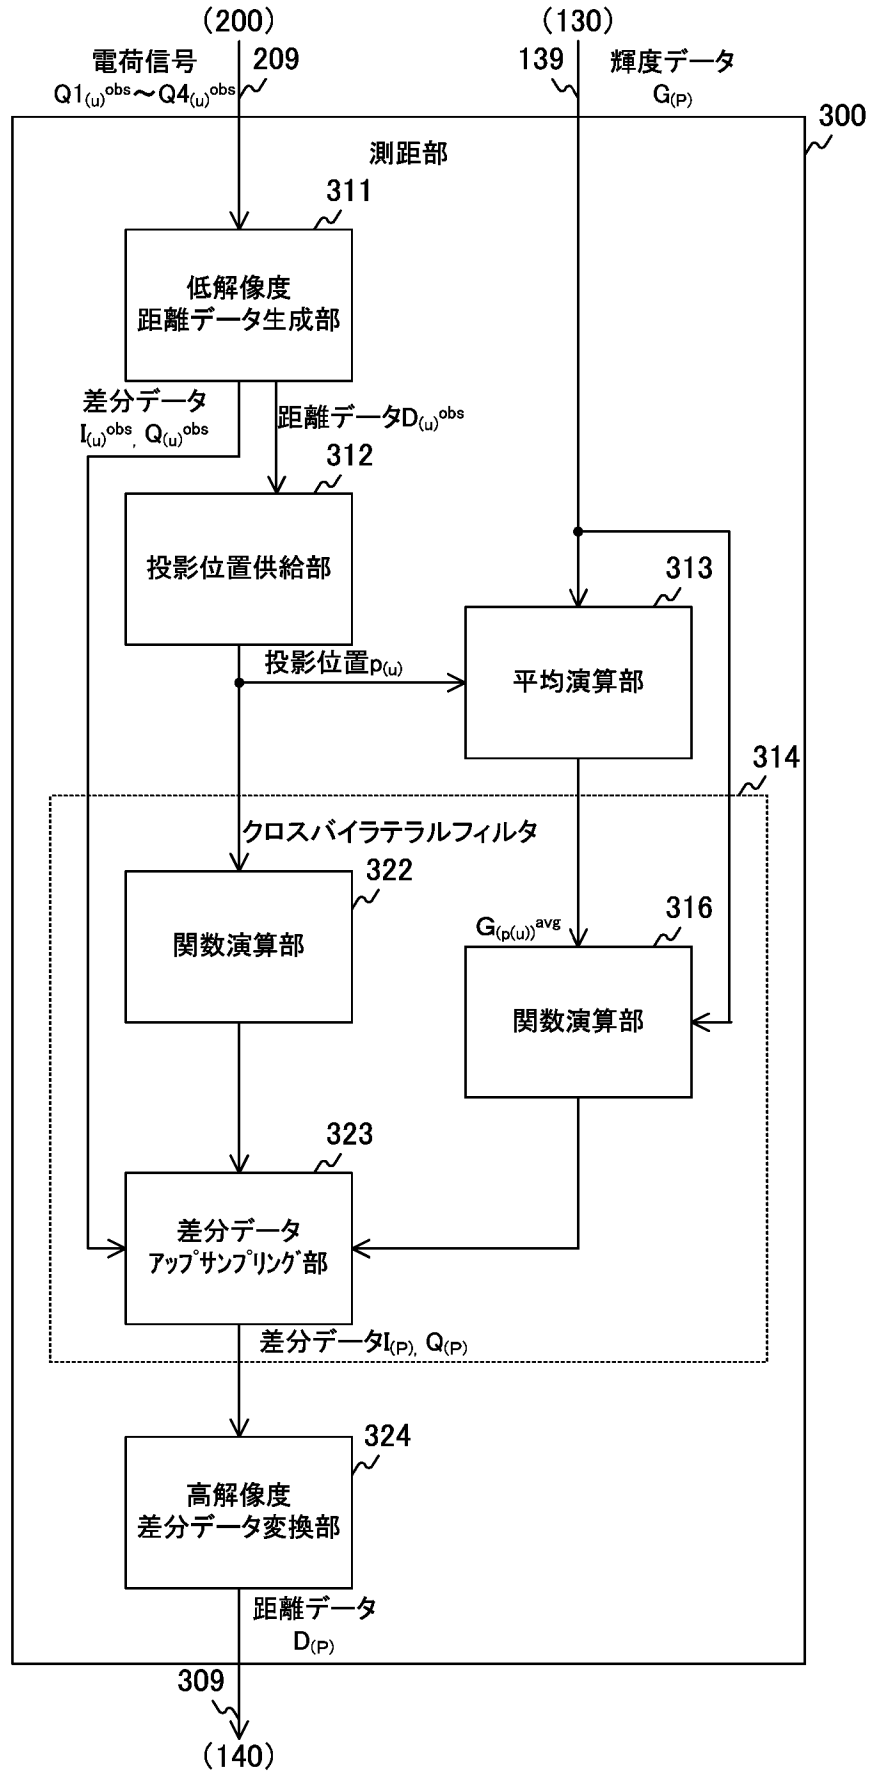 (200)
(130)
電荷信号
209
139
輝度データ
Q1(u)obs～Q4(u)obs
G(P)
300
測距部
311
低解像度
距離データ生成部
差分データ
I(u)obs, Q(u)obs
距離データD(u)obs
312
投影位置供給部
313
投影位置p(u)
平均演算部
314
クロスバイラテラルフィルタ
322
関数演算部
G(p(u))avg
316
関数演算部
323
差分データ
ｱｯﾌﾟｻﾝﾌﾟﾘﾝｸﾞ部
差分データI(P), Q(P)
324
高解像度
差分データ変換部
距離データ
D(P)
309
(140)